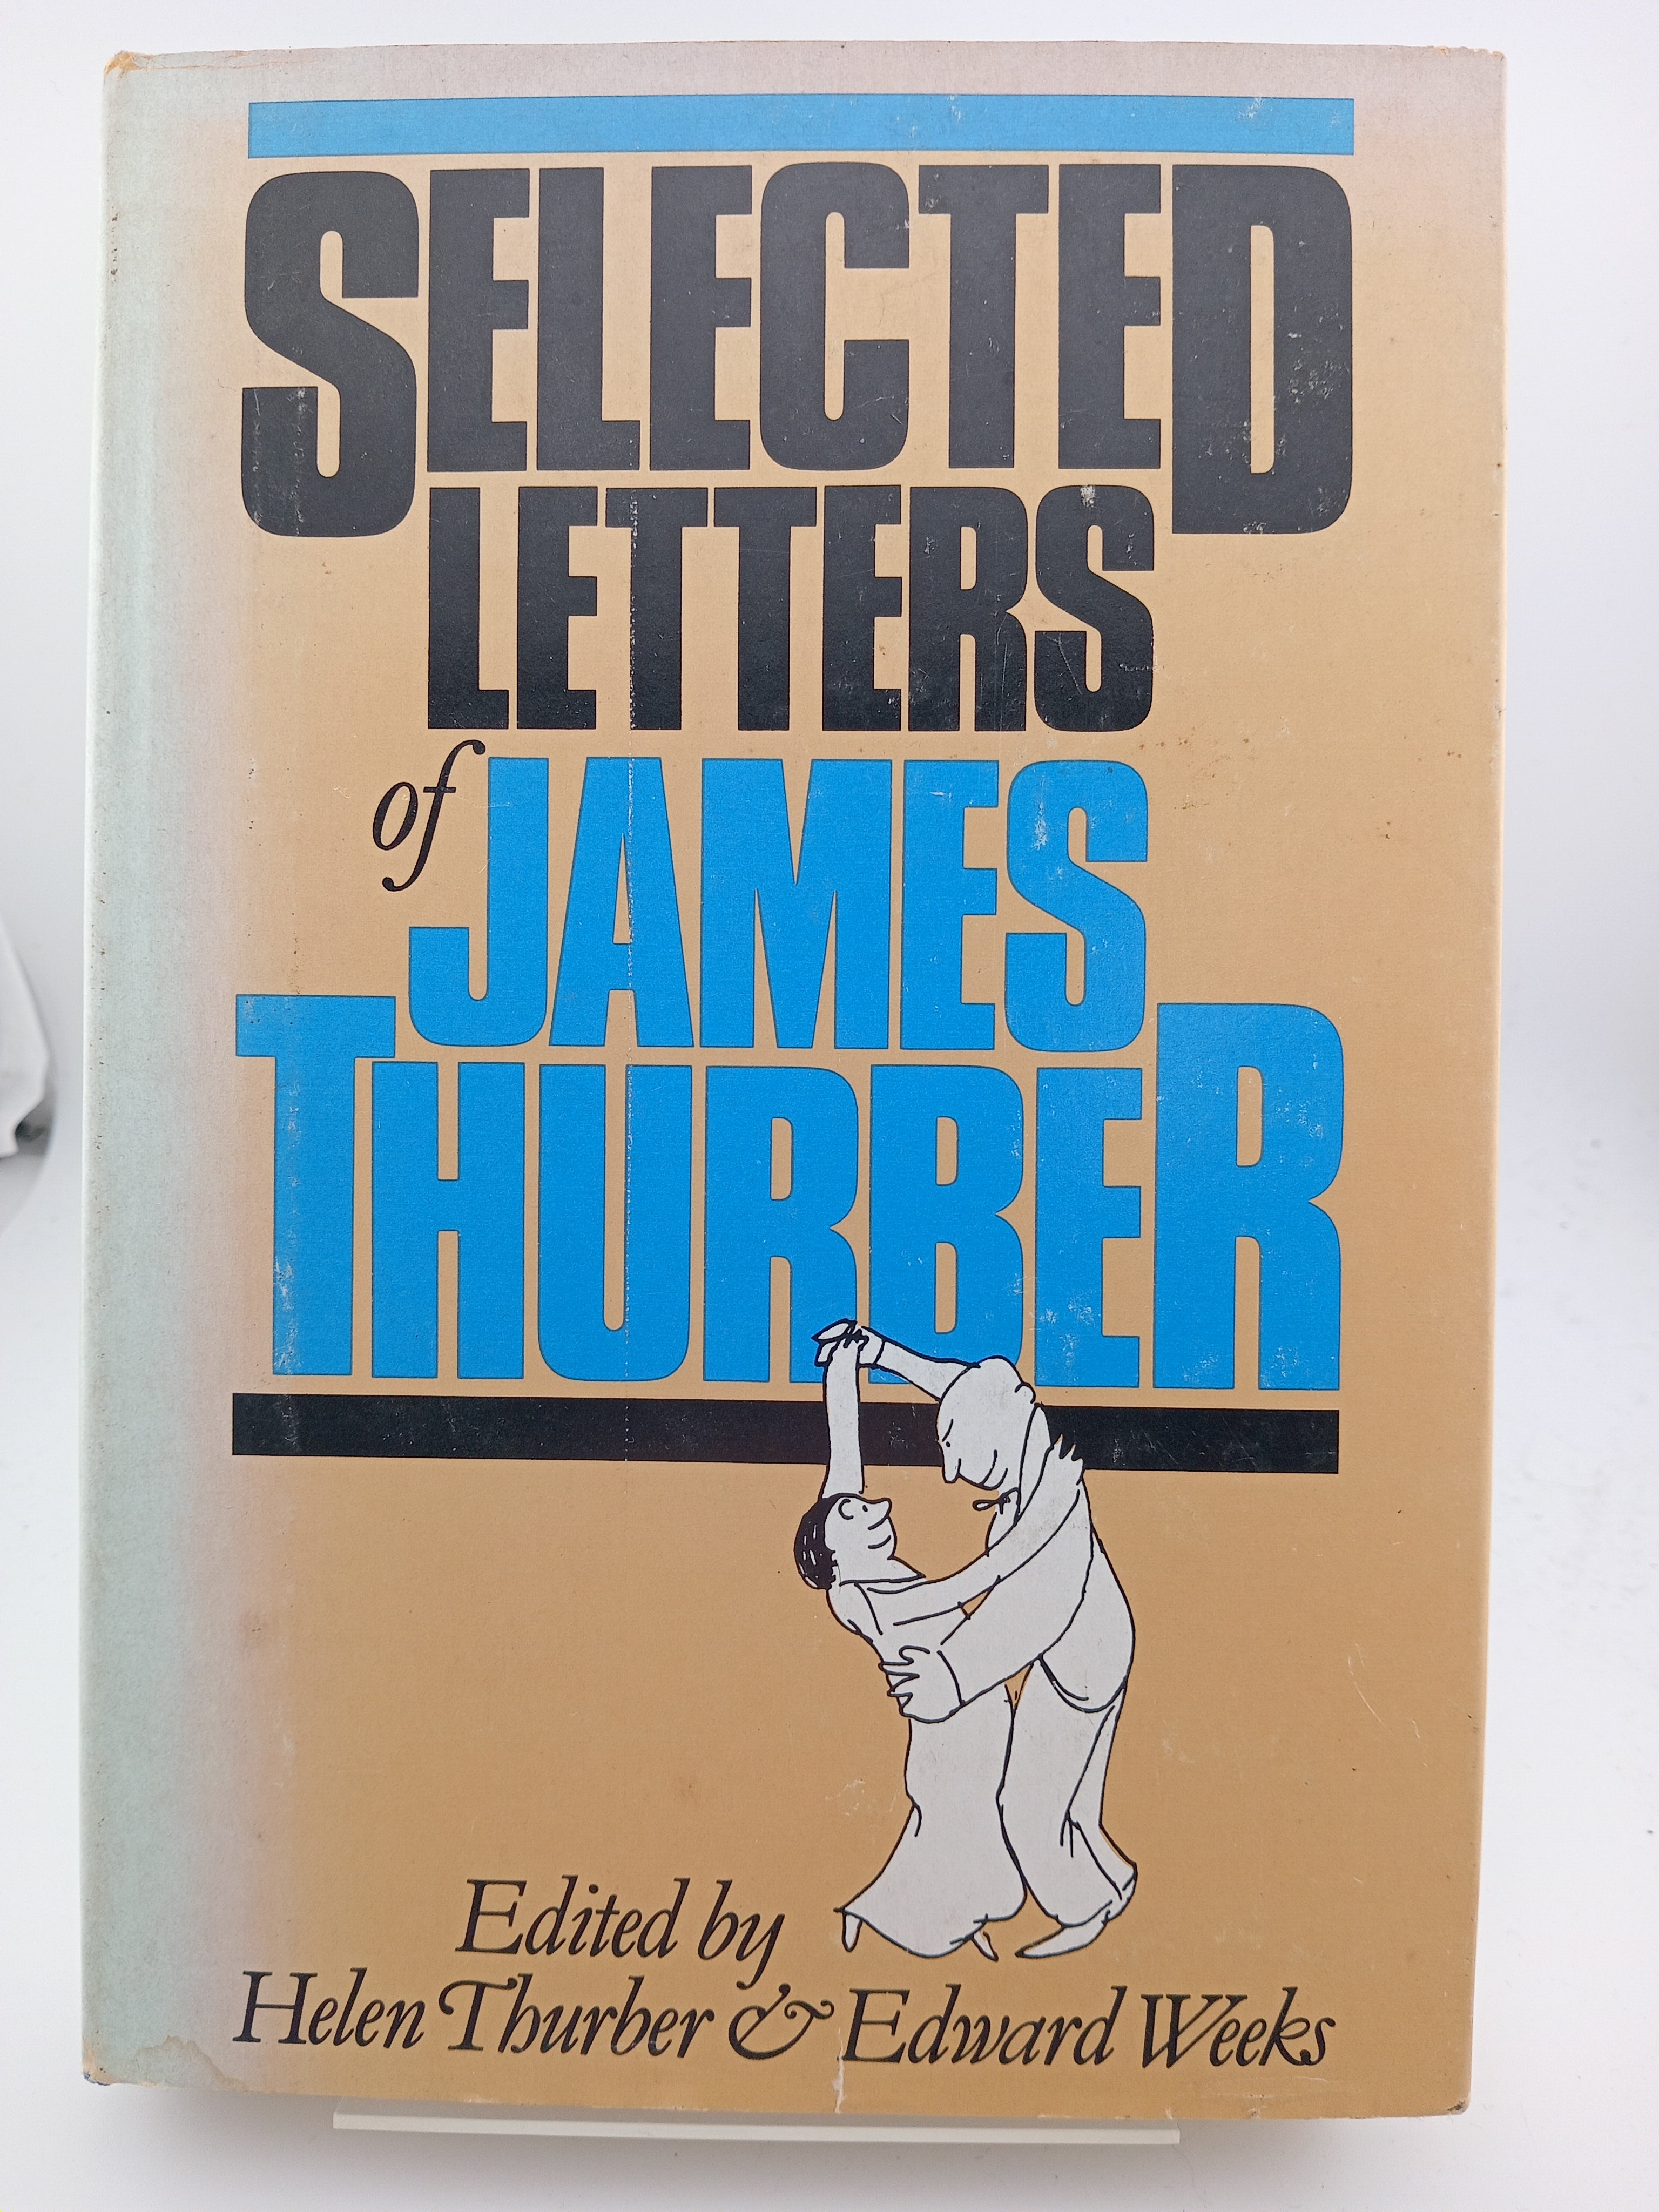 SELECTED
LETTERS
of JAMES
THURBER
Edited by
Helen Thurber & Edward Weeks